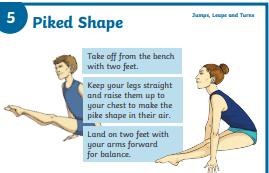 5
Piked Shape
Jumps, Leaps and Turns
Take off from the bench
with two feet.
Keep your legs straight
and raise them up to
your chest to make the
pike shape in their air.
Land on two feet with
your arms forward
for balance.